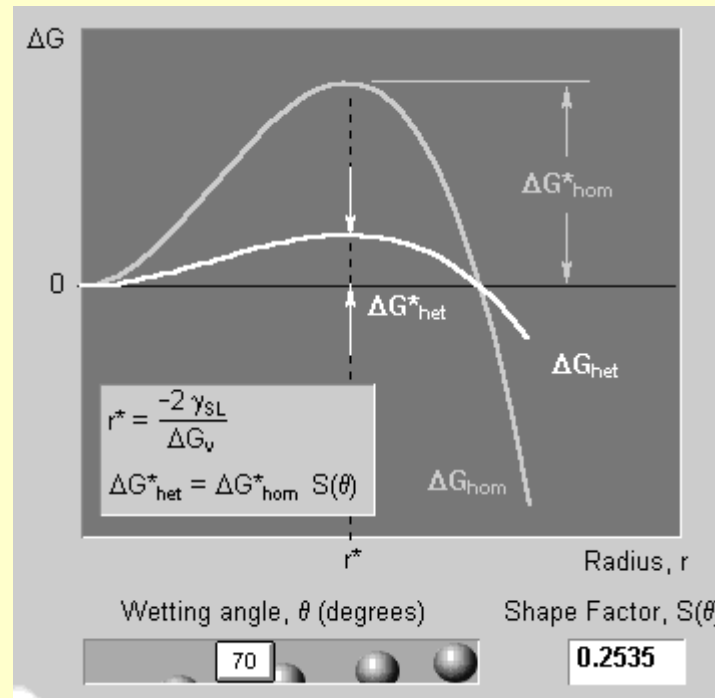 ΔG
ΔG*hom
0
ΔG*het
ΔGhet
r* = -2 γSL / ΔGv
ΔG*het = ΔG*hom S(θ)
ΔGhom
r*
Radius, r
Wetting angle, θ (degrees)
Shape Factor, S(θ)
70
0.2535